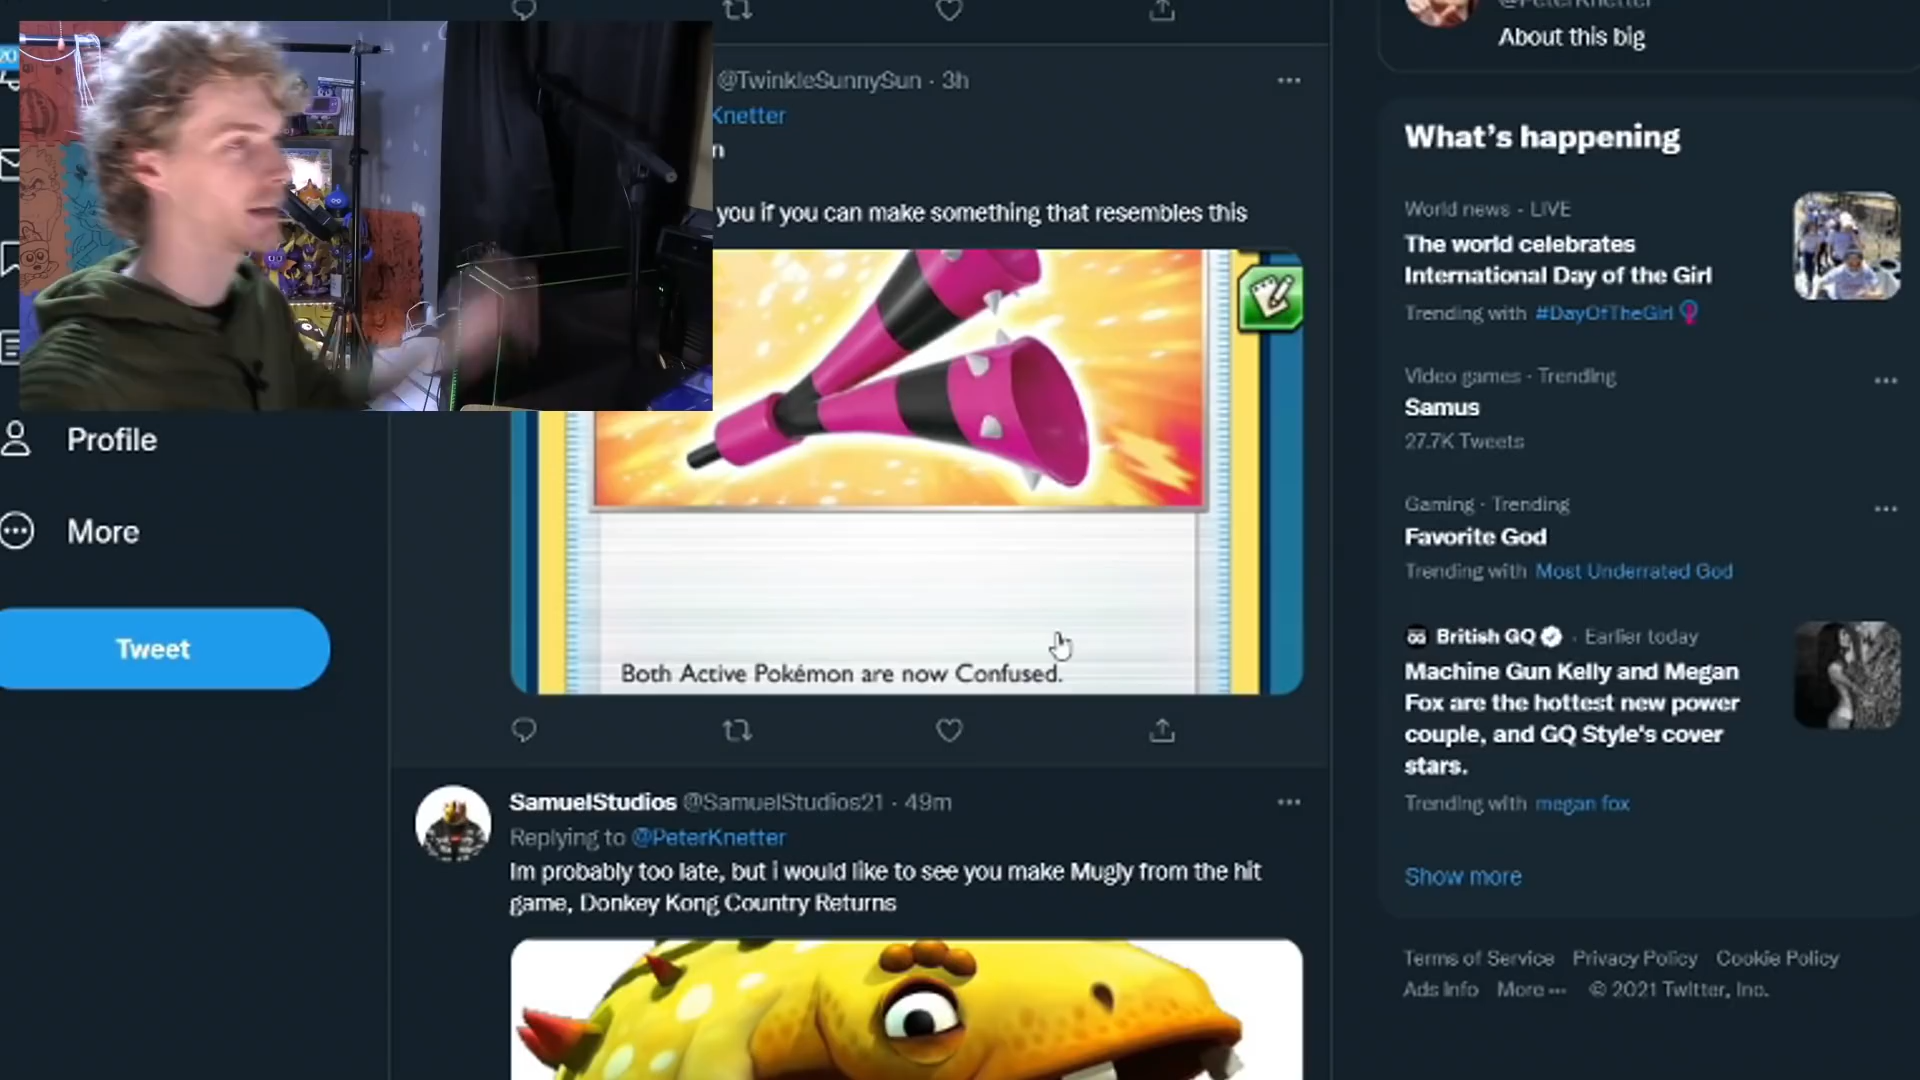 20
@PeterKnetter
About this big
@TwinkleSunnySun · 3h
Knetter
n
you if you can make something that resembles this
Both Active Pokémon are now Confused.
Profile
More
Tweet
SamuelStudios @SamuelStudios21 · 49m
Replying to @PeterKnetter
Im probably too late, but i would like to see you make Mugly from the hit
game, Donkey Kong Country Returns
What's happening
World news · LIVE
The world celebrates
International Day of the Girl
Trending with #DayOfTheGirl
Video games · Trending
Samus
27.7K Tweets
Gaming · Trending
Favorite God
Trending with Most Underrated God
British GQ · Earlier today
Machine Gun Kelly and Megan
Fox are the hottest new power
couple, and GQ Style's cover
stars.
Trending with megan fox
Show more
Terms of Service Privacy Policy Cookie Policy
Ads Info More ··· © 2021 Twitter, Inc.